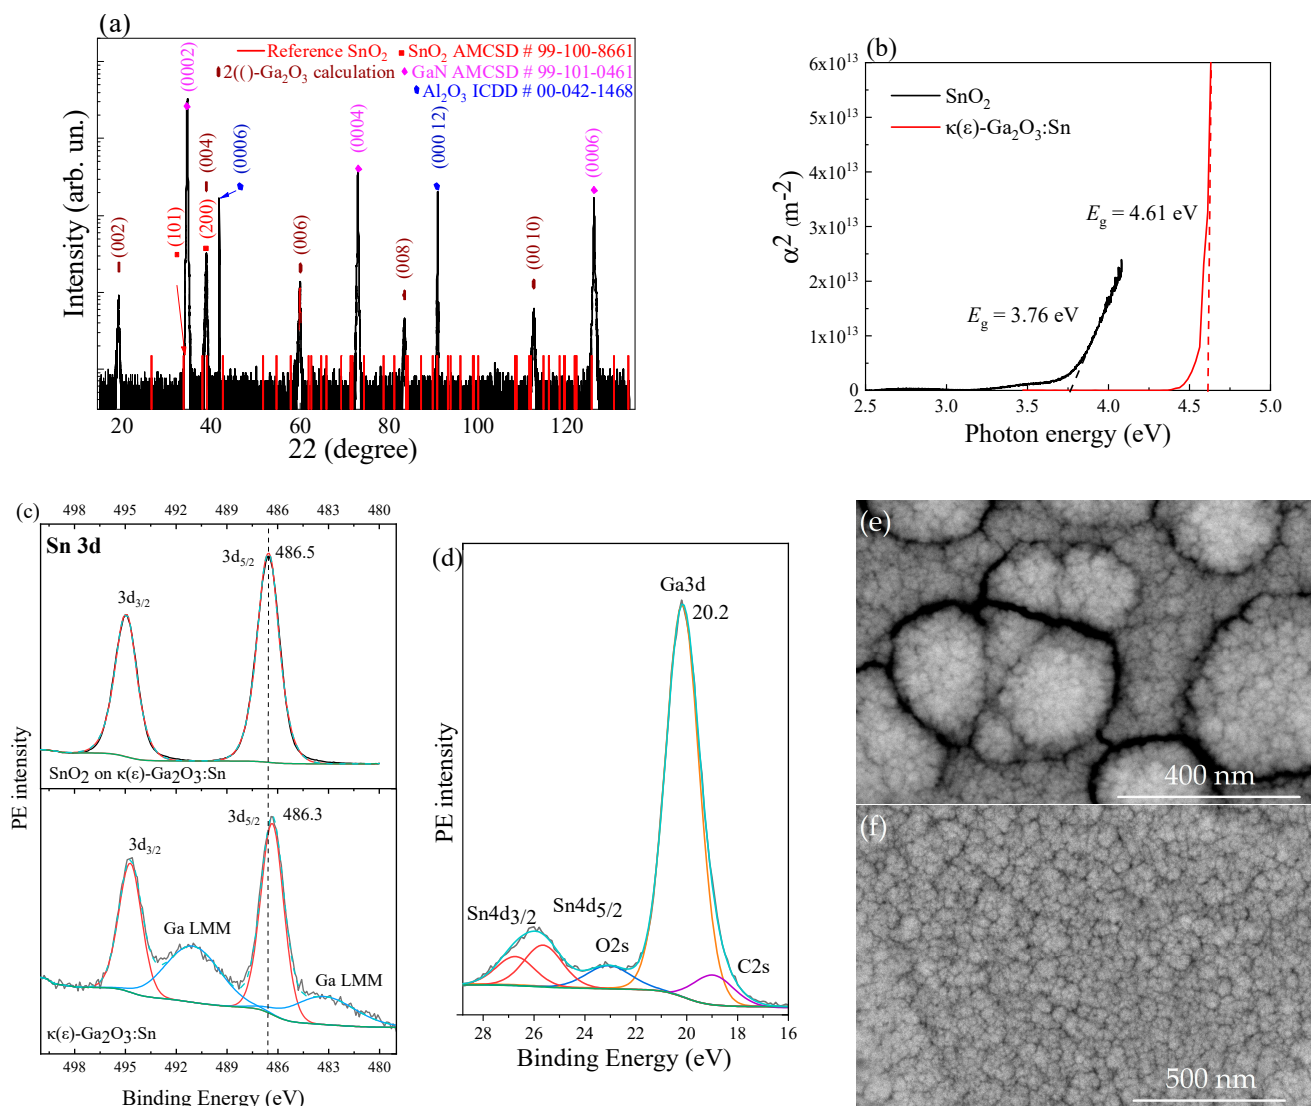 (a)
Reference SnO2 SnO2 AMCSD # 99-100-8661
2(()-Ga2O3 calculation GaN AMCSD # 99-101-0461
Al2O3 ICDD # 00-042-1468
(002)
(101)
(0002)
(200)
(004)
(0006)
(006)
(0004)
(008)
(000 12)
(00 10)
(0006)
Intensity (arb. un.)
20 40 60 80 100 120
22 (degree)
(b)
SnO2
κ(ε)-Ga2O3:Sn
6x10^13
5x10^13
4x10^13
3x10^13
2x10^13
1x10^13
0
α2 (m-2)
Eg = 4.61 eV
Eg = 3.76 eV
2.5 3.0 3.5 4.0 4.5 5.0
Photon energy (eV)
(c)
498 495 492 489 486 483 480
Sn 3d
3d5/2 486.5
3d3/2
SnO2 on κ(ε)-Ga2O3:Sn
3d5/2 486.3
3d3/2
Ga LMM
Ga LMM
κ(ε)-Ga2O3:Sn
PE intensity
498 495 492 489 486 483 480
Binding Energy (eV)
(d)
Ga3d
20.2
Sn4d3/2
Sn4d5/2
O2s
C2s
PE intensity
28 26 24 22 20 18 16
Binding Energy (eV)
(e)
400 nm
(f)
500 nm